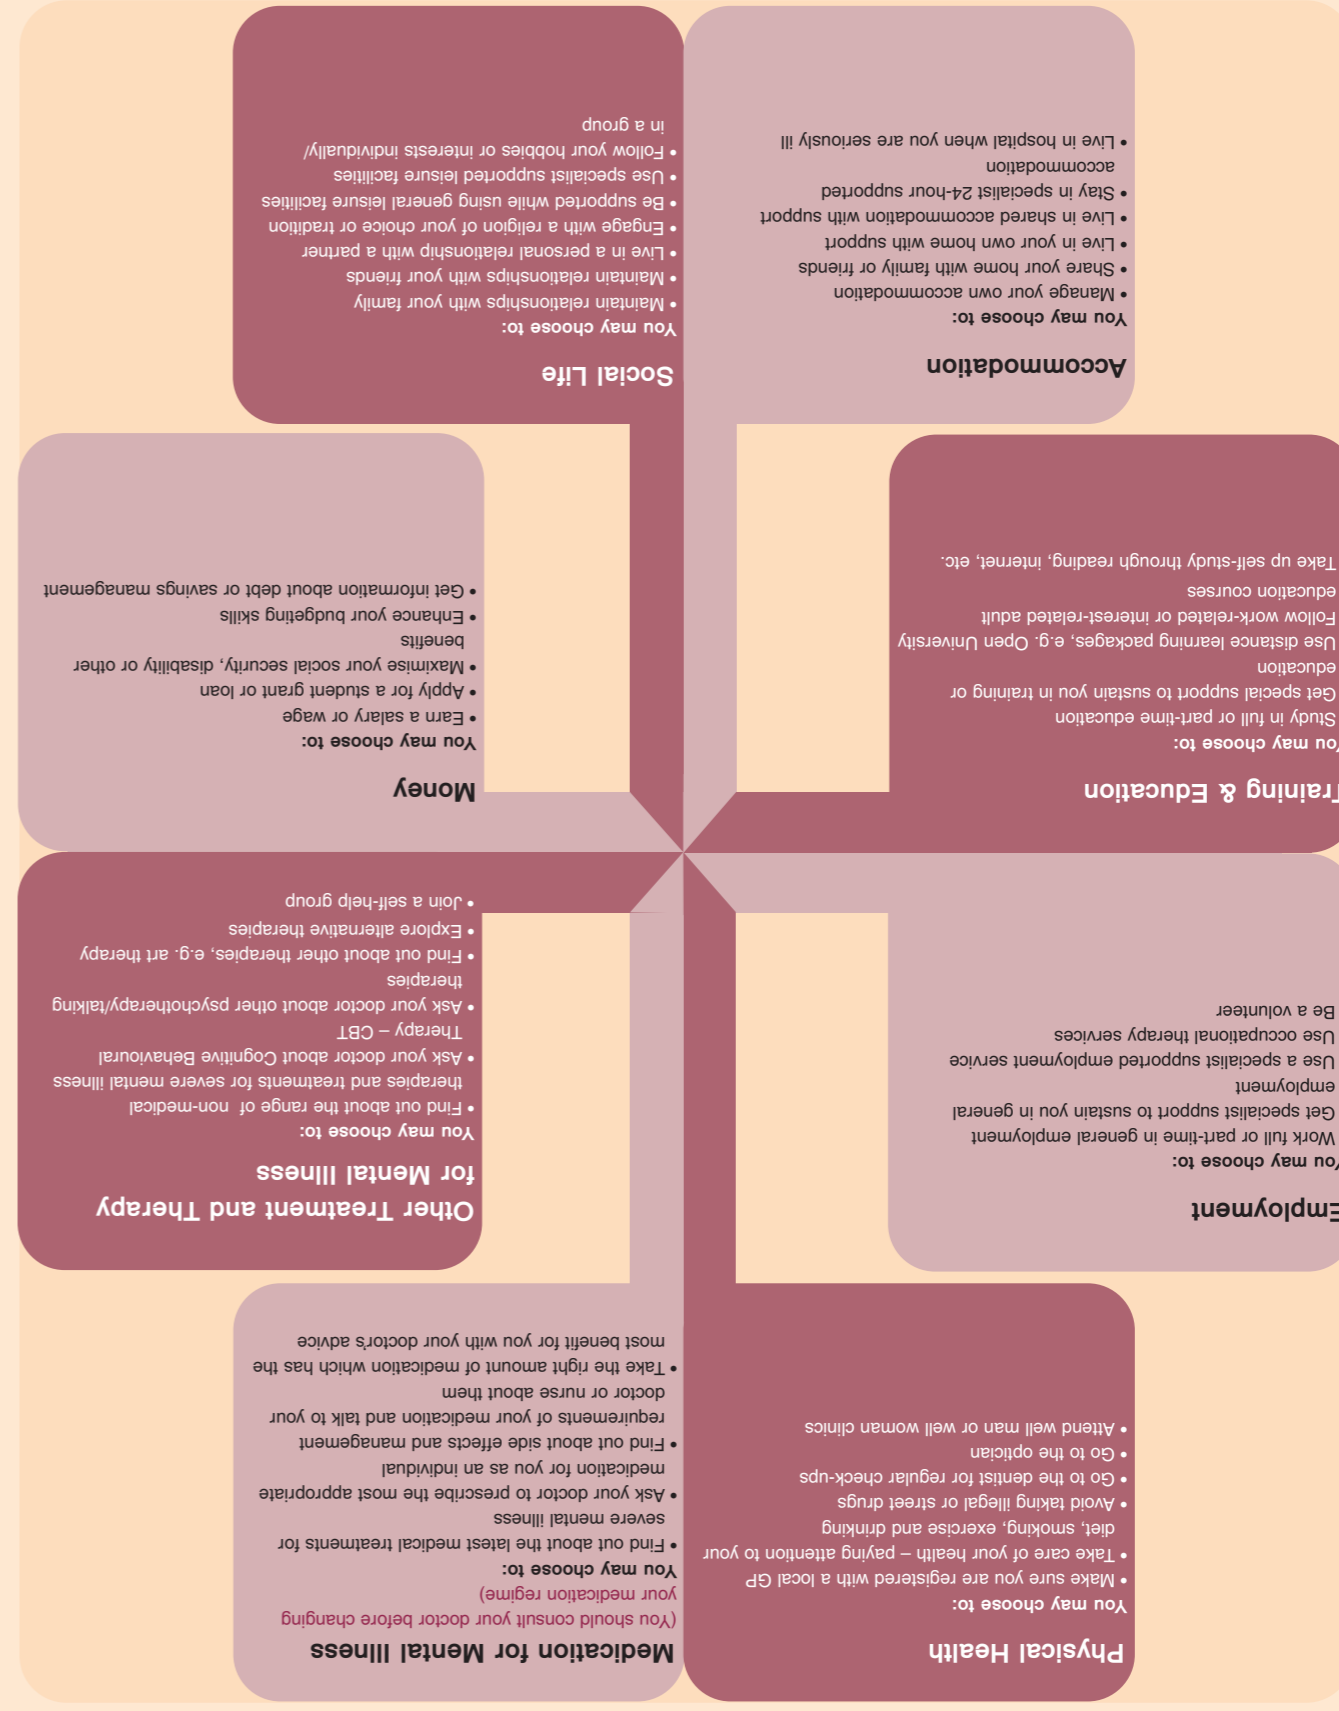 Physical Health
You may choose to:
• Make sure you are registered with a local GP
• Take care of your health – paying attention to your
diet, smoking, exercise and drinking
• Avoid taking illegal or street drugs
• Go to the dentist for regular check-ups
• Go to the optician
• Attend well man or well woman clinics
Medication for Mental Illness
(You should consult your doctor before changing
your medication regime)
You may choose to:
• Find out about the latest medical treatments for
severe mental illness
• Ask your doctor to prescribe the most appropriate
medication for you as an individual
• Find out about side effects and management
requirements of your medication and talk to your
doctor or nurse about them
• Take the right amount of medication which has the
most benefit for you with your doctor's advice
Employment
You may choose to:
Work full or part-time in general employment
Get specialist support to sustain you in general
employment
Use a specialist supported employment service
Use occupational therapy services
Be a volunteer
Other Treatment and Therapy
for Mental Illness
You may choose to:
• Find out about the range of non-medical
therapies and treatments for severe mental illness
• Ask your doctor about Cognitive Behavioural
Therapy – CBT
• Ask your doctor about other psychotherapy/talking
therapies
• Find out about other therapies, e.g. art therapy
• Explore alternative therapies
• Join a self-help group
Training & Education
You may choose to:
Study in full or part-time education
Get special support to sustain you in training or
education
Use distance learning packages, e.g. Open University
Follow work-related or interest-related adult
education courses
Take up self-study through reading, internet, etc.
Money
You may choose to:
• Earn a salary or wage
• Apply for a student grant or loan
• Maximise your social security, disability or other
benefits
• Enhance your budgeting skills
• Get information about debt or savings management
Accommodation
You may choose to:
• Manage your own accommodation
• Share your home with family or friends
• Live in your own home with support
• Live in shared accommodation with support
• Stay in specialist 24-hour supported
accommodation
• Live in hospital when you are seriously ill
Social Life
You may choose to:
• Maintain relationships with your family
• Maintain relationships with your friends
• Live in a personal relationship with a partner
• Engage with a religion of your choice or tradition
• Be supported while using general leisure facilities
• Use specialist supported leisure facilities
• Follow your hobbies or interests individually/
in a group